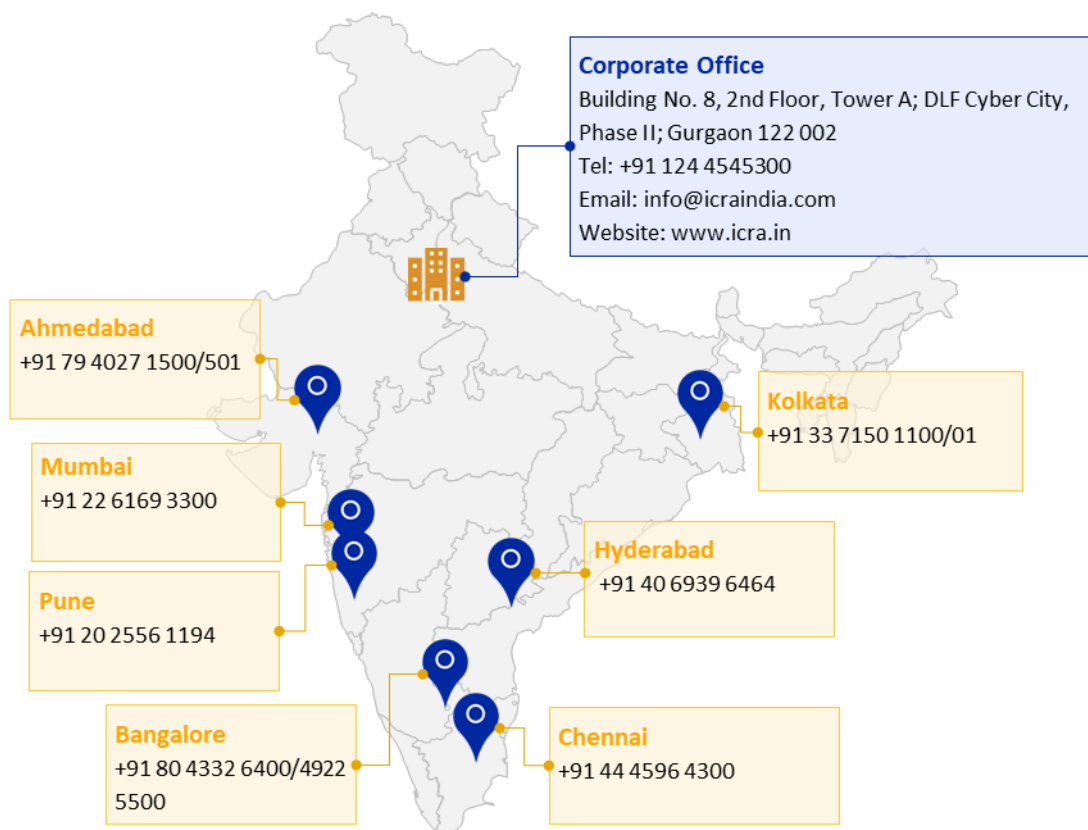 Corporate Office
Building No. 8, 2nd Floor, Tower A; DLF Cyber City,
Phase II; Gurgaon 122 002
Tel: +91 124 4545300
Email: info@icraindia.com
Website: www.icra.in
Ahmedabad
+91 79 4027 1500/501
Kolkata
+91 33 7150 1100/01
Mumbai
+91 22 6169 3300
Hyderabad
+91 40 6939 6464
Pune
+91 20 2556 1194
Bangalore
+91 80 4332 6400/4922
5500
Chennai
+91 44 4596 4300